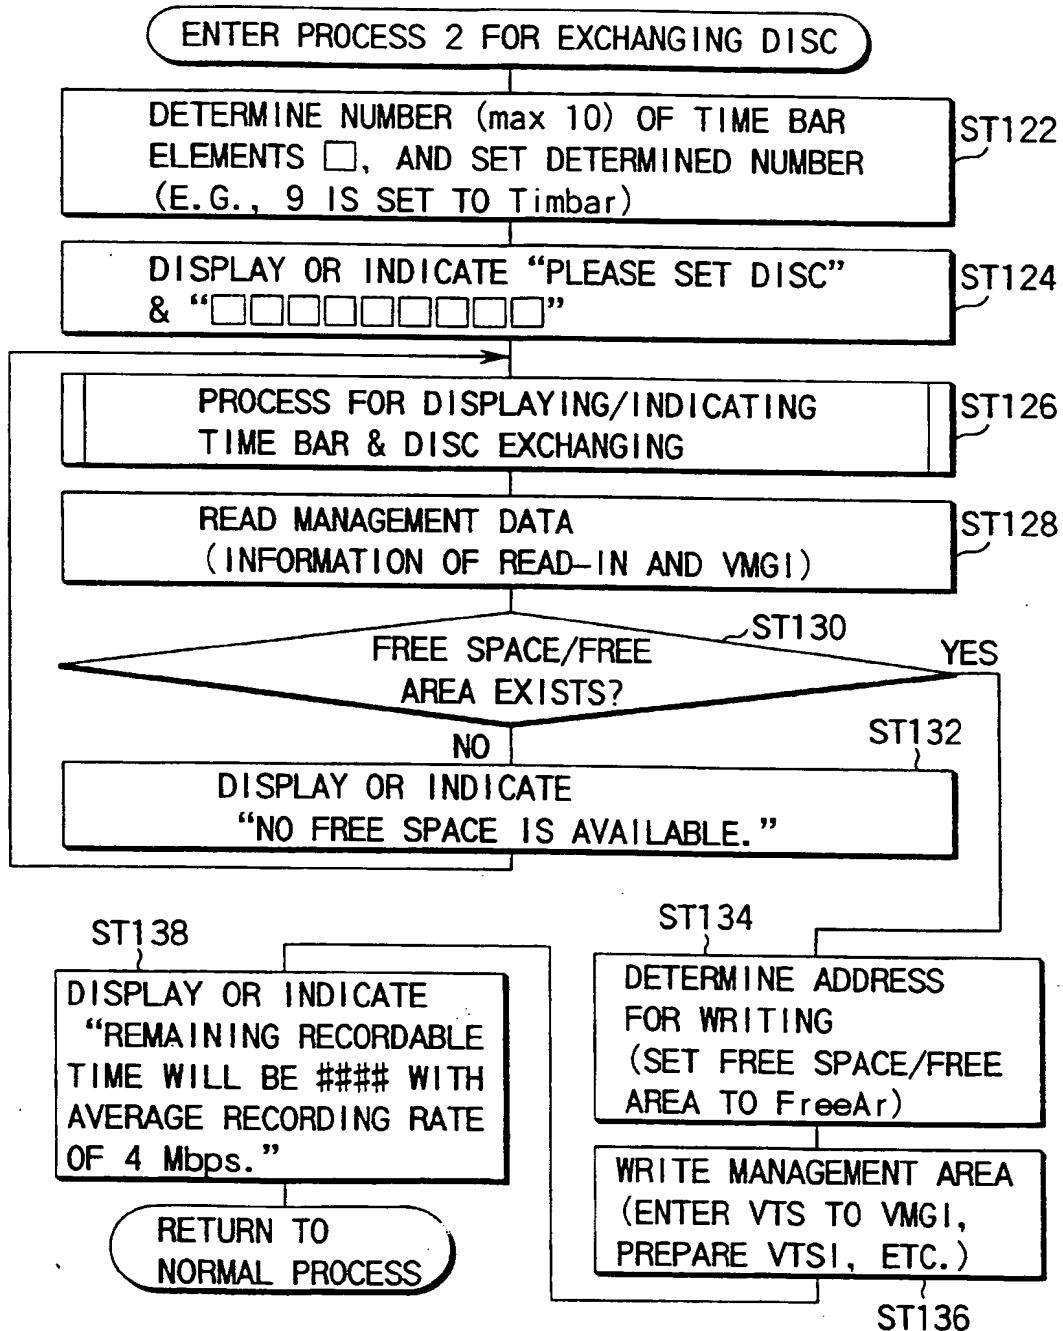 ENTER PROCESS 2 FOR EXCHANGING DISC
DETERMINE NUMBER (max 10) OF TIME BAR
ELEMENTS □, AND SET DETERMINED NUMBER
(E.G., 9 IS SET TO Timbar)
ST122
DISPLAY OR INDICATE “PLEASE SET DISC”
& “□□□□□□□□□”
ST124
PROCESS FOR DISPLAYING/INDICATING
TIME BAR & DISC EXCHANGING
ST126
READ MANAGEMENT DATA
(INFORMATION OF READ-IN AND VMGI)
ST128
ST130
FREE SPACE/FREE
AREA EXISTS?
YES
NO
ST132
DISPLAY OR INDICATE
“NO FREE SPACE IS AVAILABLE.”
ST134
DETERMINE ADDRESS
FOR WRITING
(SET FREE SPACE/FREE
AREA TO FreeAr)
WRITE MANAGEMENT AREA
(ENTER VTS TO VMGI,
PREPARE VTSI, ETC.)
ST136
ST138
DISPLAY OR INDICATE
“REMAINING RECORDABLE
TIME WILL BE #### WITH
AVERAGE RECORDING RATE
OF 4 Mbps.”
RETURN TO
NORMAL PROCESS